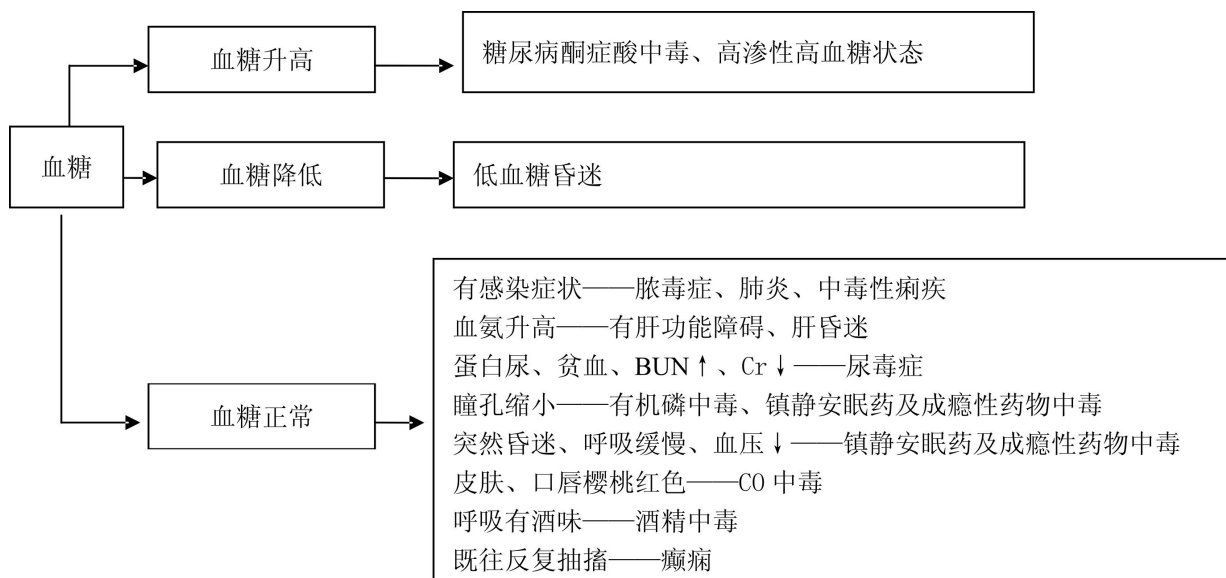 血糖升高
糖尿病酮症酸中毒、高渗性高血糖状态
血糖
血糖降低
低血糖昏迷
血糖正常
有感染症状——脓毒症、肺炎、中毒性痢疾
血氨升高——有肝功能障碍、肝昏迷
蛋白尿、贫血、BUN↑、Cr↓——尿毒症
瞳孔缩小——有机磷中毒、镇静安眠药及成瘾性药物中毒
突然昏迷、呼吸缓慢、血压↓——镇静安眠药及成瘾性药物中毒
皮肤、口唇樱桃红色——CO 中毒
呼吸有酒味——酒精中毒
既往反复抽搐——癫痫